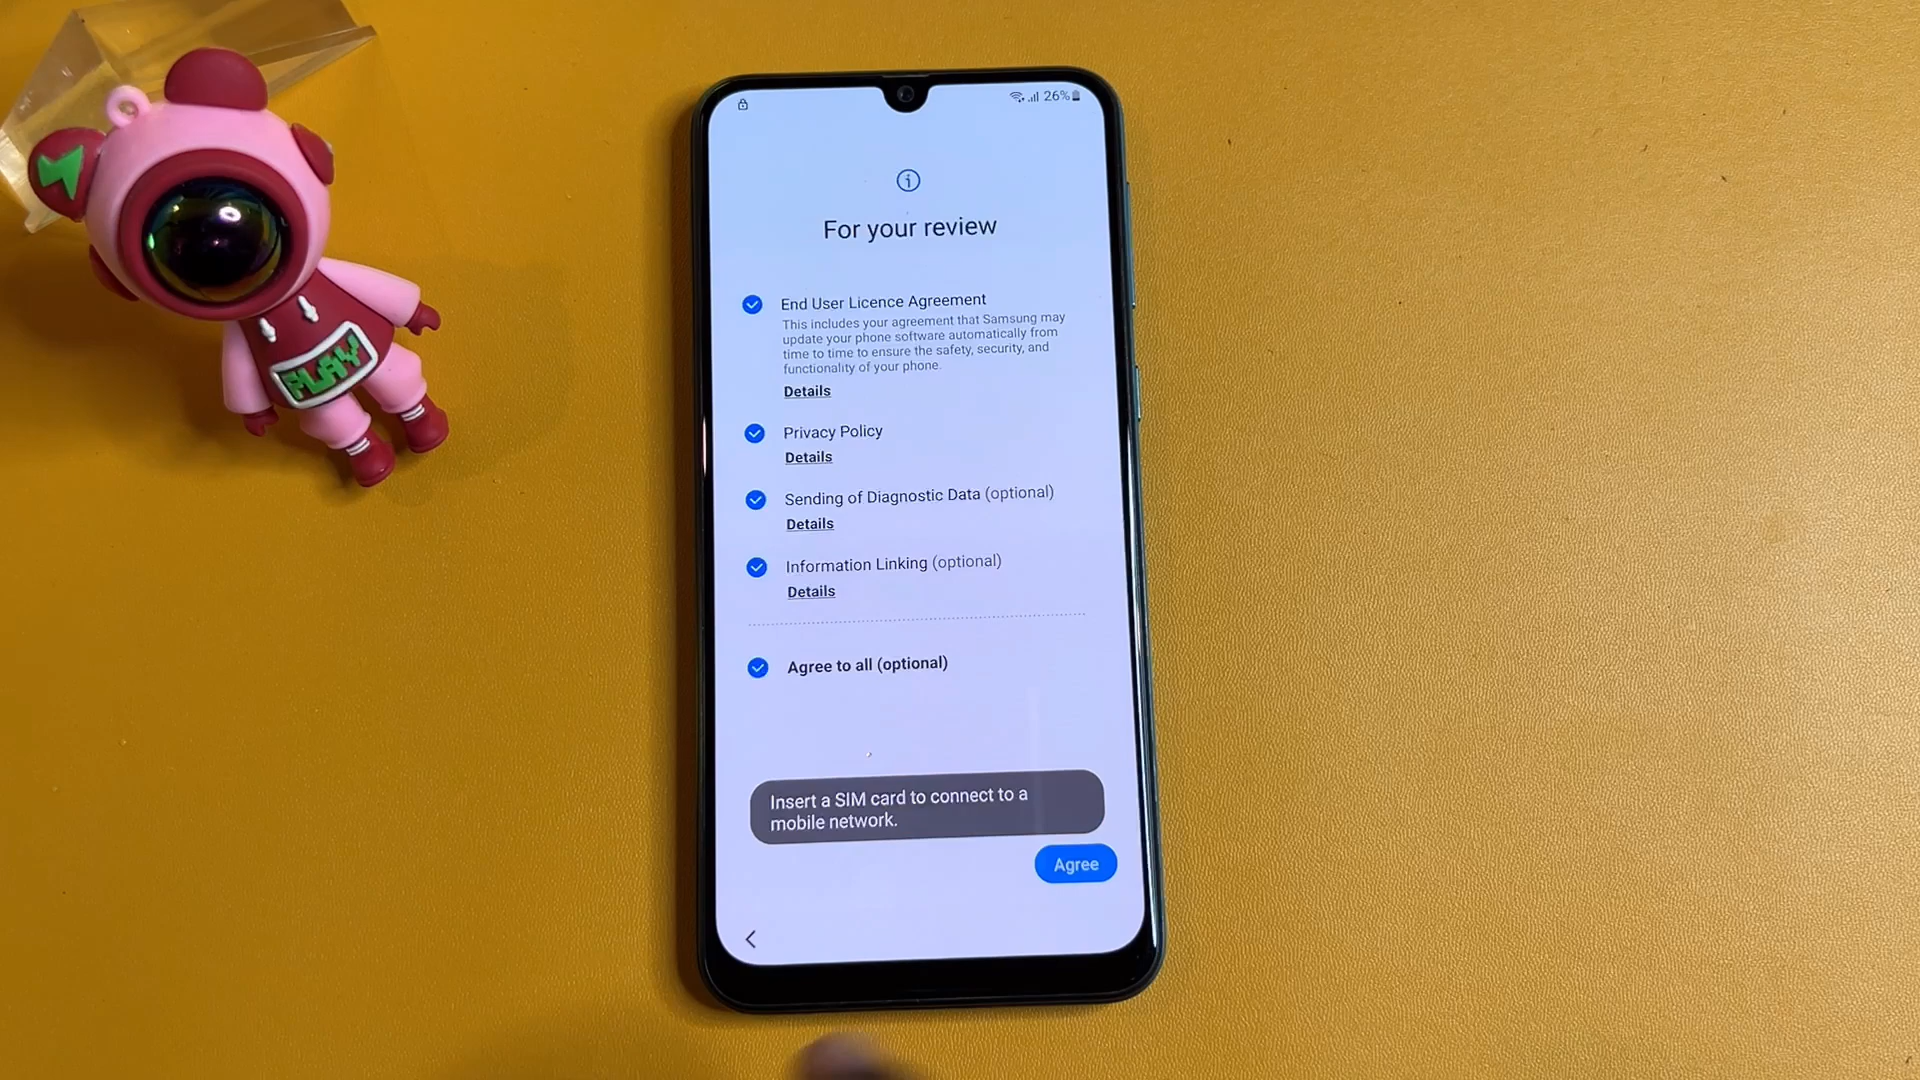 26%
For your review
End User Licence Agreement
This includes your agreement that Samsung may
update your phone software automatically from
time to time to ensure the safety, security, and
functionality of your phone.
Details
Privacy Policy
Details
Sending of Diagnostic Data (optional)
Details
Information Linking (optional)
Details
Agree to all (optional)
Insert a SIM card to connect to a
mobile network.
Agree
PLAY